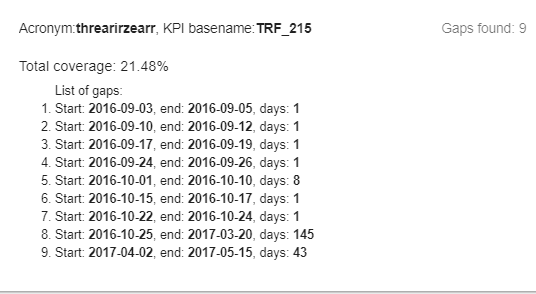 Acronym:threarirzearr, KPI basename:TRF_215 Gaps found: 9
Total coverage: 21.48%
List of gaps:
1. Start: 2016-09-03, end: 2016-09-05, days: 1
2. Start: 2016-09-10, end: 2016-09-12, days: 1
3. Start: 2016-09-17, end: 2016-09-19, days: 1
4. Start: 2016-09-24, end: 2016-09-26, days: 1
5. Start: 2016-10-01, end: 2016-10-10, days: 8
6. Start: 2016-10-15, end: 2016-10-17, days: 1
7. Start: 2016-10-22, end: 2016-10-24, days: 1
8. Start: 2016-10-25, end: 2017-03-20, days: 145
9. Start: 2017-04-02, end: 2017-05-15, days: 43